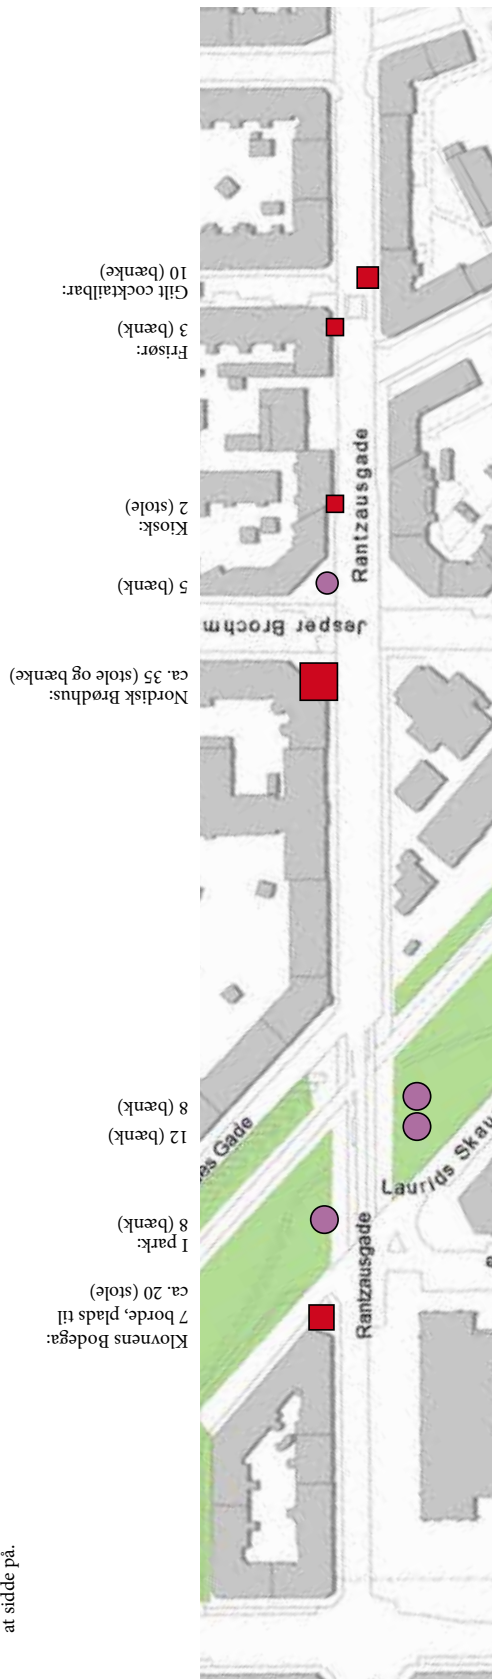 Klovnens Bodega:
7 borde, plads til
ca. 20 (stole)
I park:
8 (bænk)
12 (bænk)
8 (bænk)
Nordisk Brødhus:
ca. 35 (stole og bænke)
5 (bænk)
Kiosk:
2 (stole)
Frisør:
3 (bænk)
Gilt cocktailbar:
10 (bænke)
Rantzausgade
Laurids Skau
es Gade
Jesper Brochm
Rantzausgade
at sidde på.